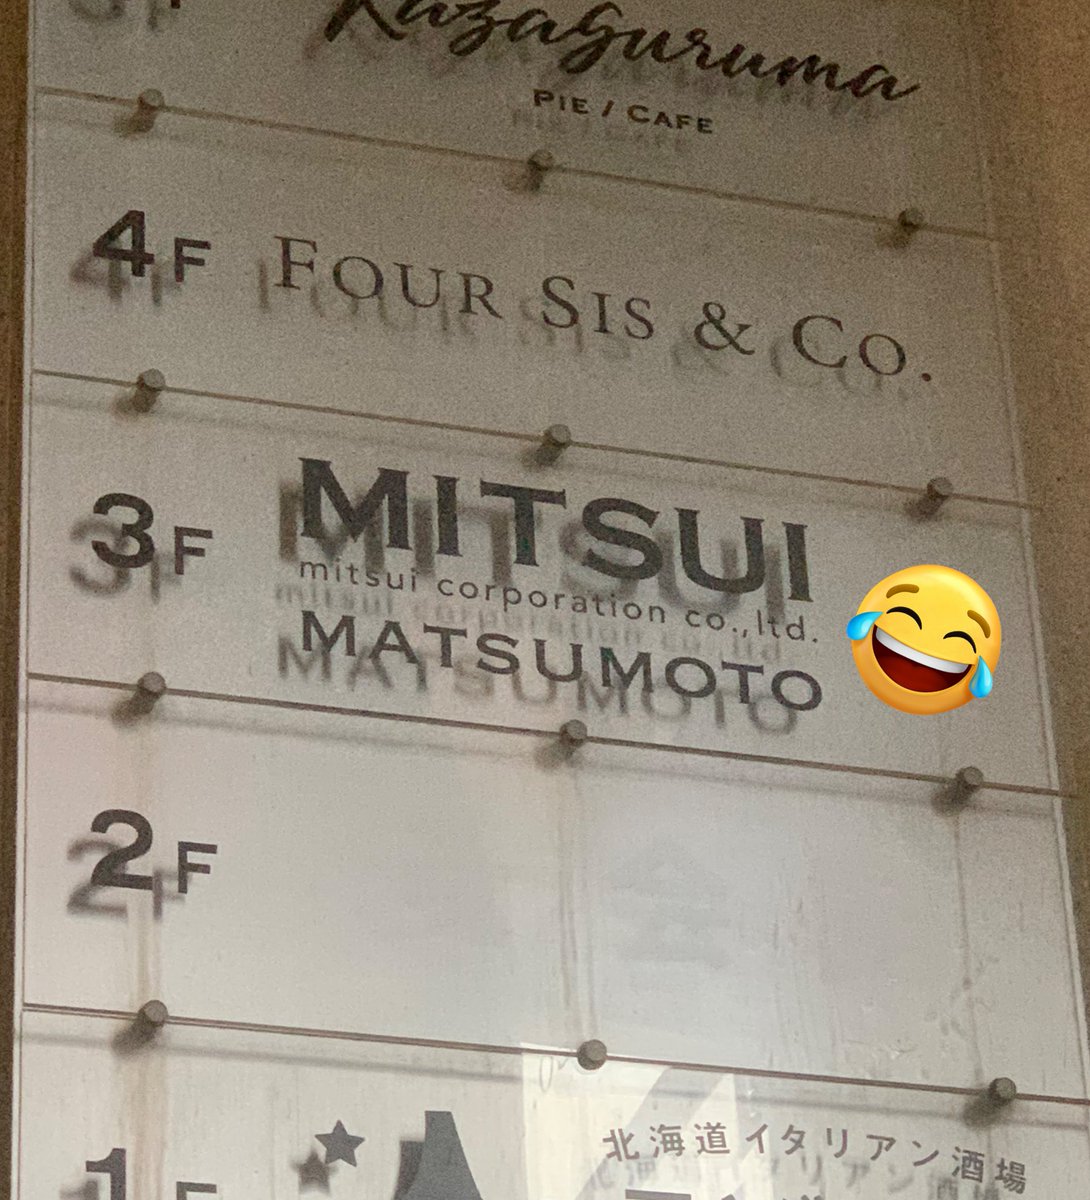 Kazaguruma
PIE / CAFE
4F FOUR SIS & CO.
3F MITSUI
mitsui corporation co.,ltd.
MATSUMOTO
2F
1F
北海道イタリアン酒場